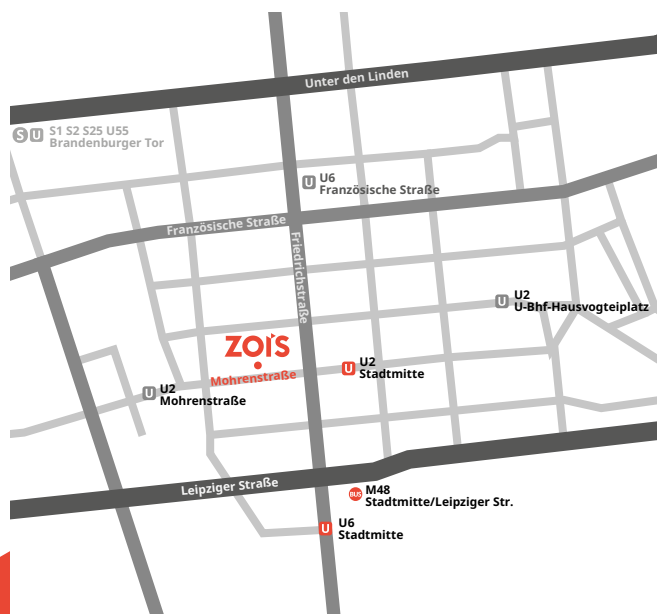 Unter den Linden
S U S1 S2 S25 U55
Brandenburger Tor
U U6
Französische Straße
Französische Straße
Friedrichstraße
U U2
U-Bhf-Hausvogteiplatz
ZOI'S
U U2
Stadtmitte
Mohrenstraße
U U2
Mohrenstraße
Leipziger Straße
BUS M48
Stadtmitte/Leipziger Str.
U U6
Stadtmitte